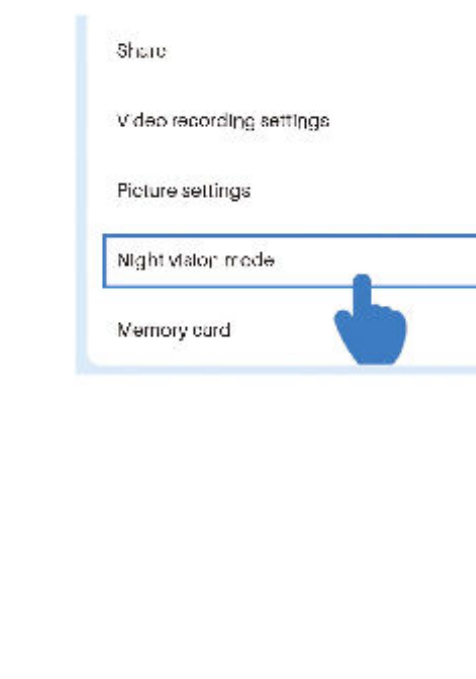 Share
Video recording settings
Picture settings
Night vision mode
Memory card